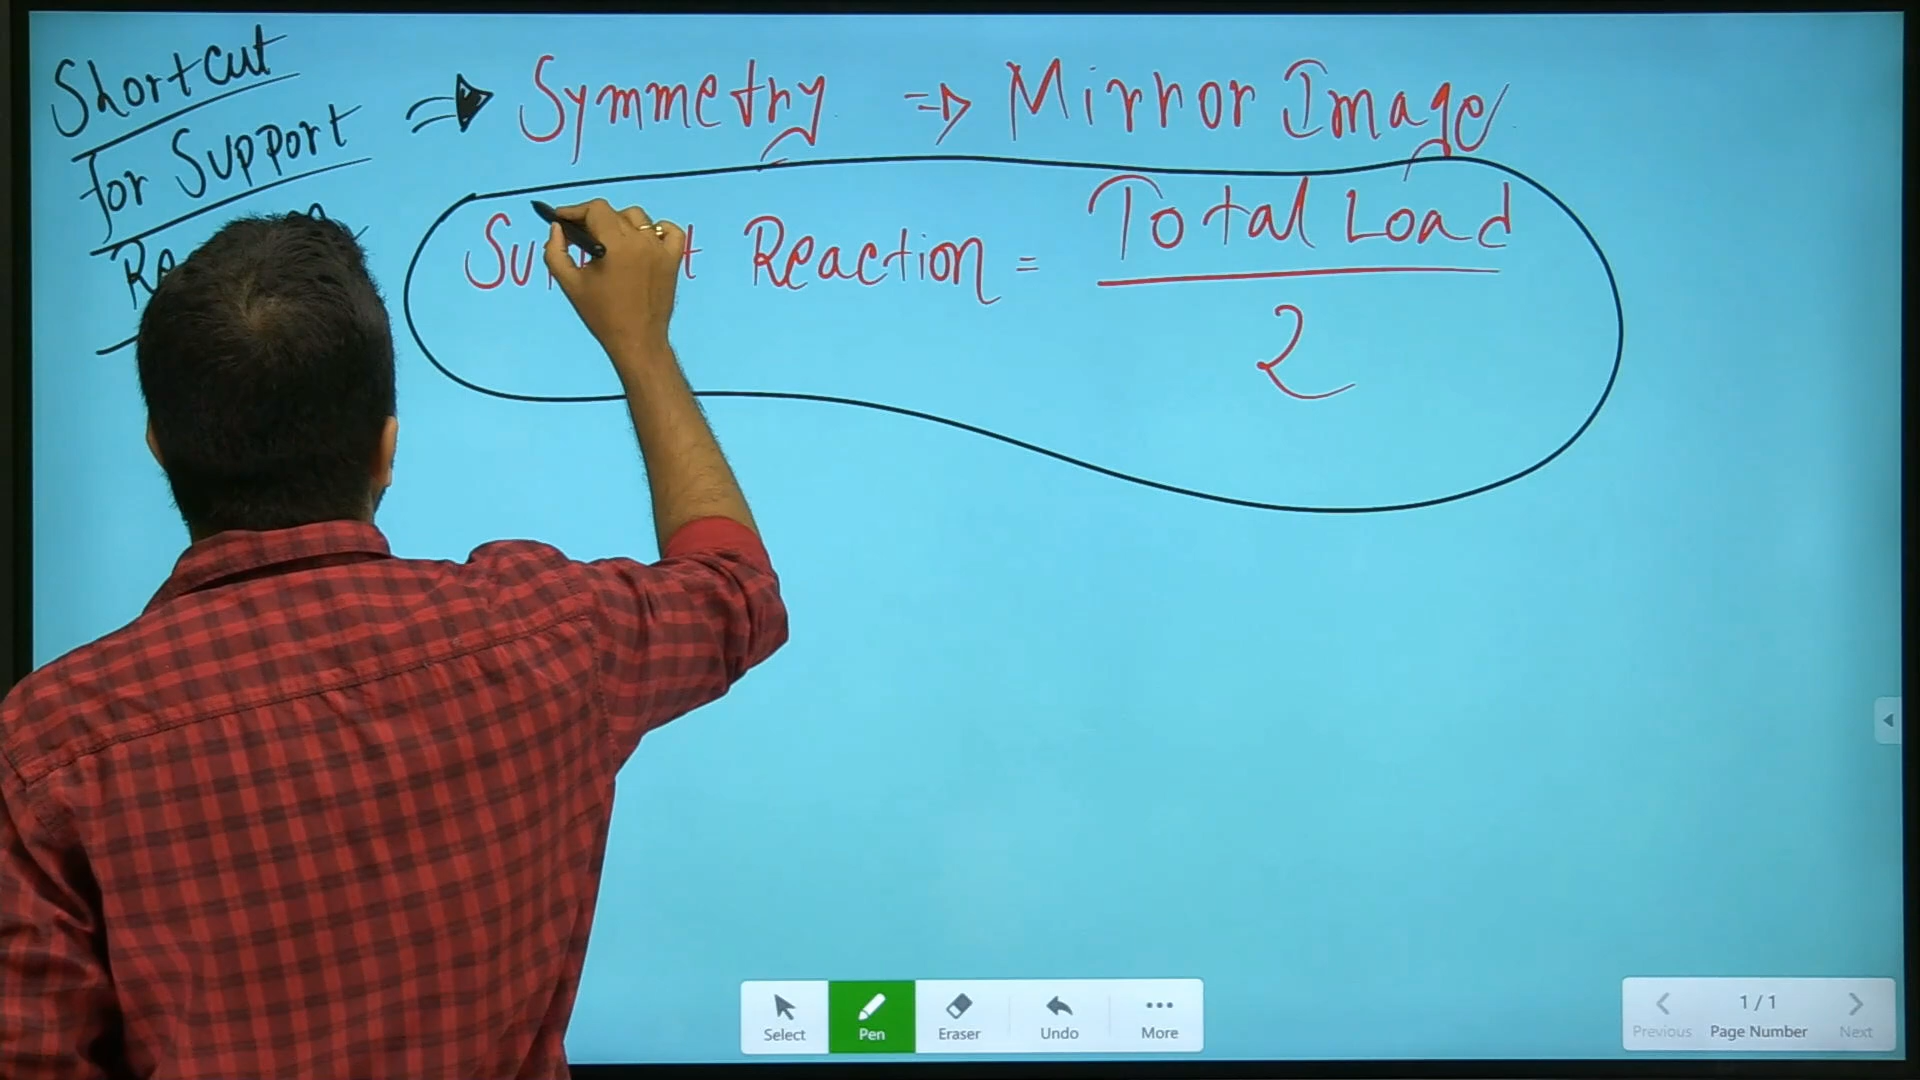 Shortcut
for Support
⇒ Symmetry ⇒ Mirror Image
Reaction = Total Load
2
Select
Pen
Eraser
Undo
More
Previous
1 / 1
Page Number
Next